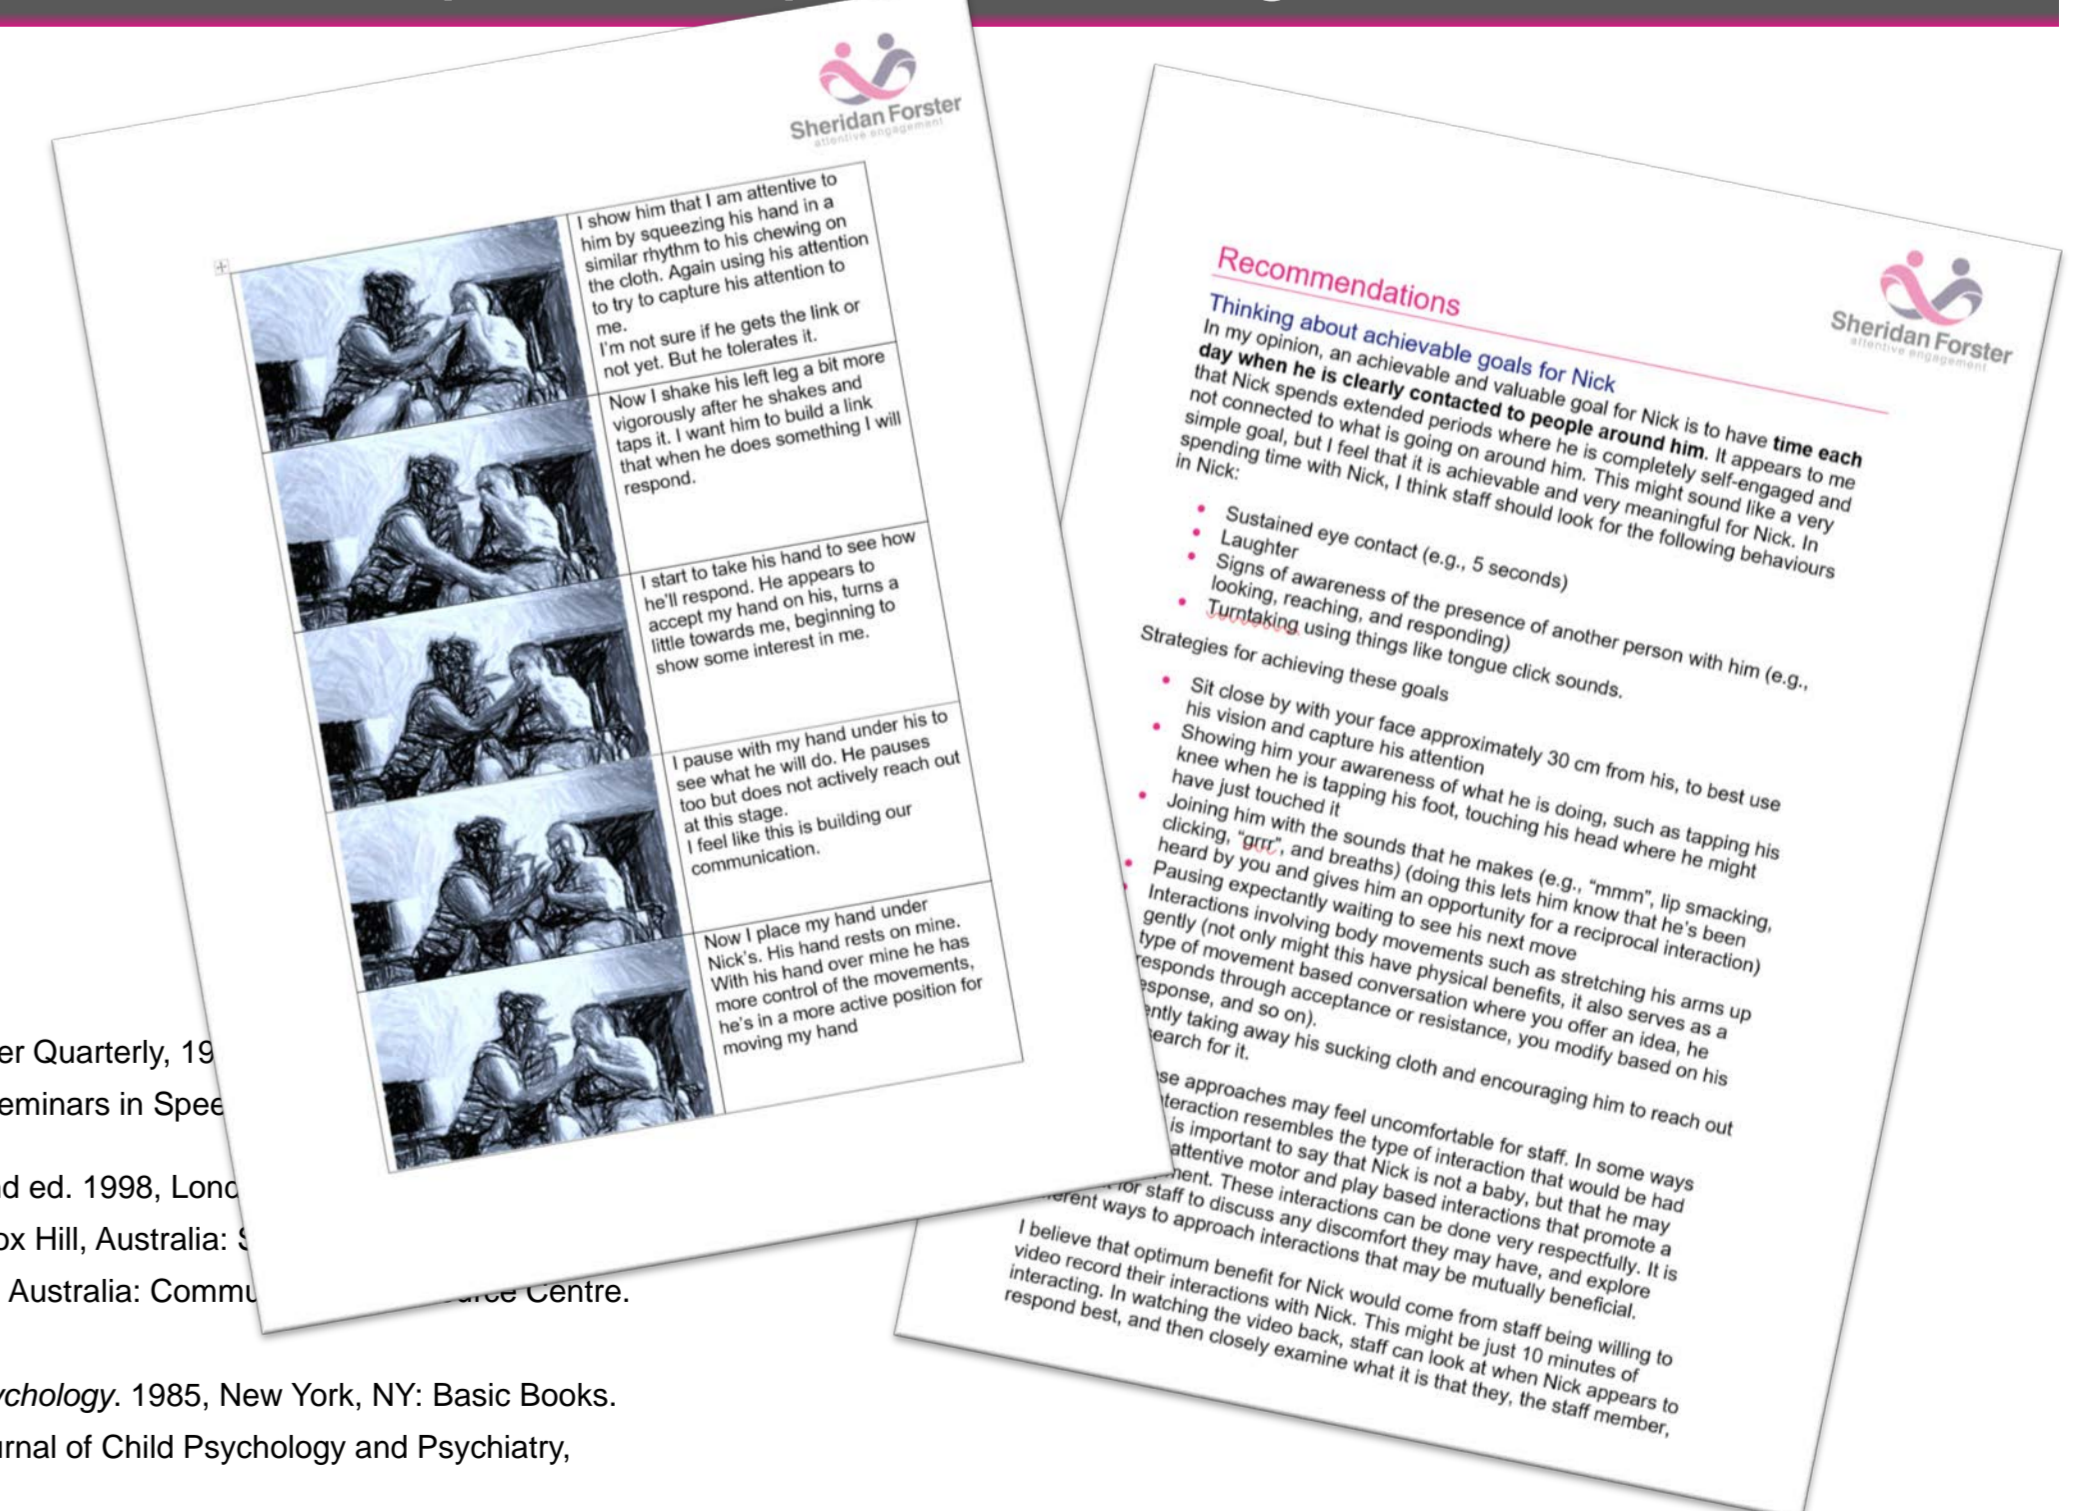 Sheridan Forster
attentive engagement
I show him that I am attentive to
him by squeezing his hand in a
similar rhythm to his chewing on
the cloth. Again using his attention
to try to capture his attention to
me.
I'm not sure if he gets the link or
not yet. But he tolerates it.
Now I shake his left leg a bit more
vigorously after he shakes and
taps it. I want him to build a link
that when he does something I will
respond.
I start to take his hand to see how
he'll respond. He appears to
accept my hand on his, turns a
little towards me, beginning to
show some interest in me.
I pause with my hand under his to
see what he will do. He pauses
too but does not actively reach out
at this stage.
I feel like this is building our
communication.
Now I place my hand under
Nick's. His hand rests on mine.
With his hand over mine he has
more control of the movements,
he's in a more active position for
moving my hand
Sheridan Forster
attentive engagement
Recommendations
Thinking about achievable goals for Nick
In my opinion, an achievable and valuable goal for Nick is to have time each
day when he is clearly contacted to people around him. It appears to me
that Nick spends extended periods where he is completely self-engaged and
not connected to what is going on around him. This might sound like a very
simple goal, but I feel that it is achievable and very meaningful for Nick. In
spending time with Nick, I think staff should look for the following behaviours
in Nick:
• Sustained eye contact (e.g., 5 seconds)
• Laughter
• Signs of awareness of the presence of another person with him (e.g.,
looking, reaching, and responding)
• Turntaking using things like tongue click sounds.
Strategies for achieving these goals
• Sit close by with your face approximately 30 cm from his, to best use
his vision and capture his attention
• Showing him your awareness of what he is doing, such as tapping his
knee when he is tapping his foot, touching his head where he might
have just touched it
• Joining him with the sounds that he makes (e.g., “mmm”, lip smacking,
clicking, “grrr”, and breaths) (doing this lets him know that he's been
heard by you and gives him an opportunity for a reciprocal interaction)
• Pausing expectantly waiting to see his next move
• Interactions involving body movements such as stretching his arms up
gently (not only might this have physical benefits, it also serves as a
type of movement based conversation where you offer an idea, he
responds through acceptance or resistance, you modify based on his
esponse, and so on).
ently taking away his sucking cloth and encouraging him to reach out
search for it.
se approaches may feel uncomfortable for staff. In some ways
teraction resembles the type of interaction that would be had
is important to say that Nick is not a baby, but that he may
attentive motor and play based interactions that promote a
ment. These interactions can be done very respectfully. It is
for staff to discuss any discomfort they may have, and explore
erent ways to approach interactions that may be mutually beneficial.
I believe that optimum benefit for Nick would come from staff being willing to
video record their interactions with Nick. This might be just 10 minutes of
interacting. In watching the video back, staff can look at when Nick appears to
respond best, and then closely examine what it is that they, the staff member,
er Quarterly, 19
eminars in Spee
d ed. 1998, Lond
ox Hill, Australia: S
Australia: Commu
Centre.
ychology. 1985, New York, NY: Basic Books.
urnal of Child Psychology and Psychiatry,